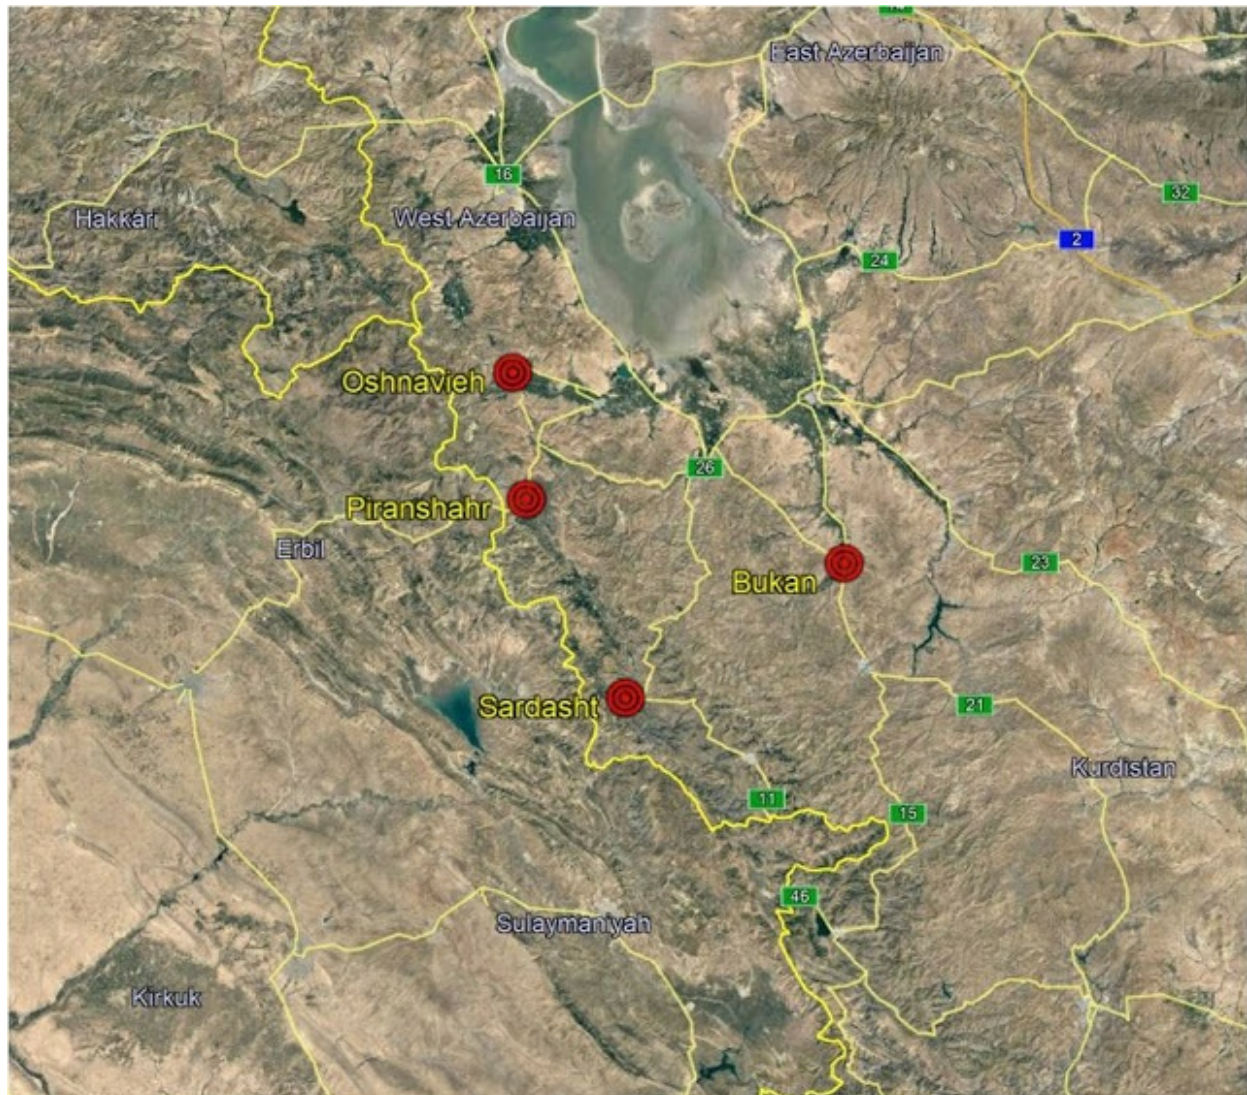 East Azerbaijan
16
32
Hakkâri
West Azerbaijan
2
24
Oshnavieh
26
Piranshahr
Erbil
23
Bukan
Sardasht
21
Kurdistan
11
15
46
Sulaymaniyah
Kirkuk